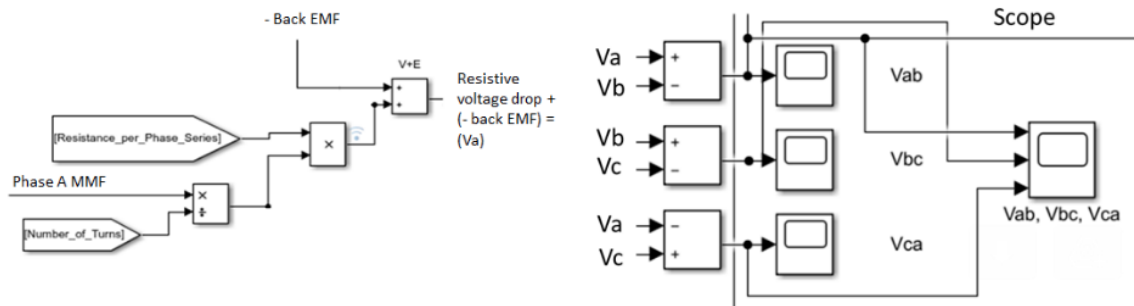 - Back EMF
V+E
Resistive
voltage drop +
(- back EMF) =
(Va)
[Resistance_per_Phase_Series]
Phase A MMF
[Number_of_Turns]
× 
× 
÷
+
+
Scope
Va
Vb
+
−
Vab
Vb
Vc
+
−
Vbc
Va
Vc
−
+
Vca
Vab, Vbc, Vca